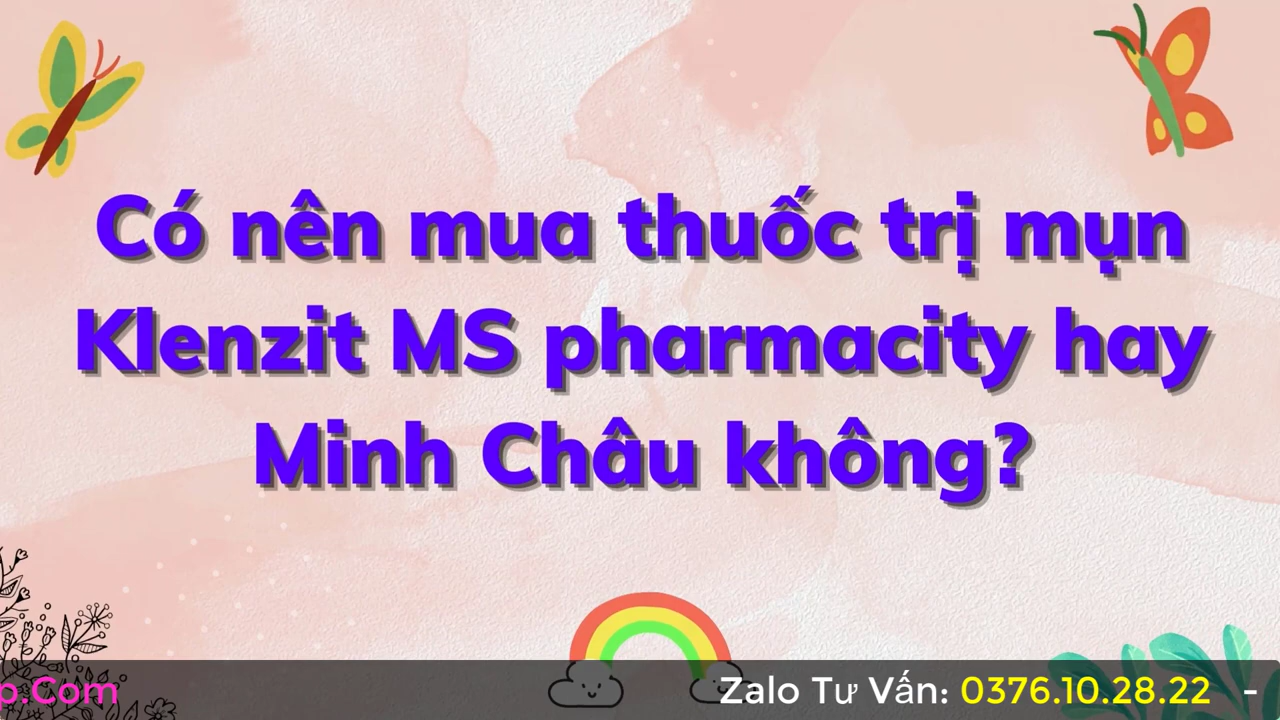 Có nên mua thuốc trị mụn
Klenzit MS pharmacity hay
Minh Châu không?
p.Com Zalo Tư Vấn: 0376.10.28.22 -